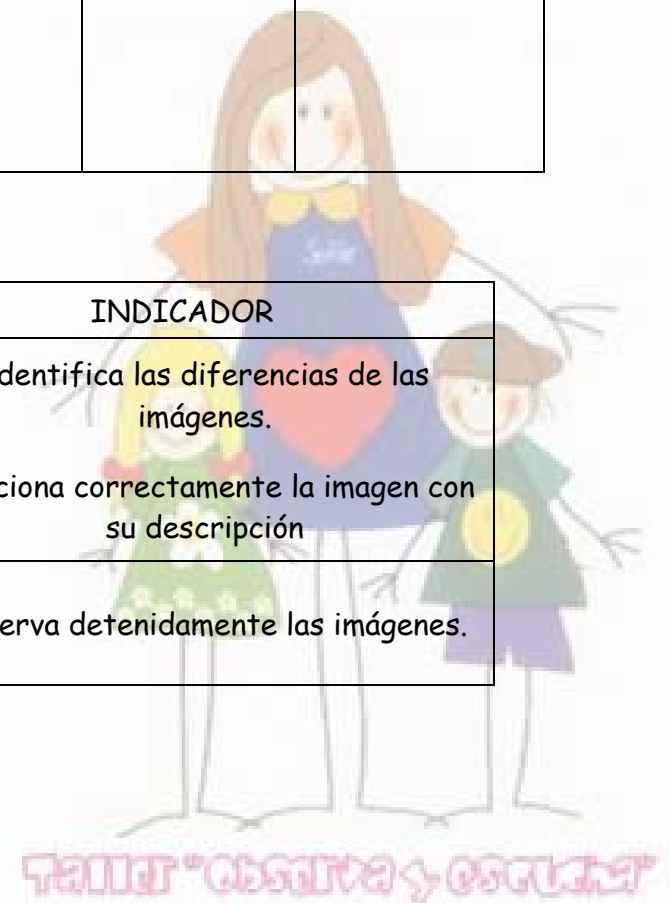 INDICADOR
dentifica las diferencias de las
imágenes.
ciona correctamente la imagen con
su descripción
erva detenidamente las imágenes.
Taller "observa y escucha"